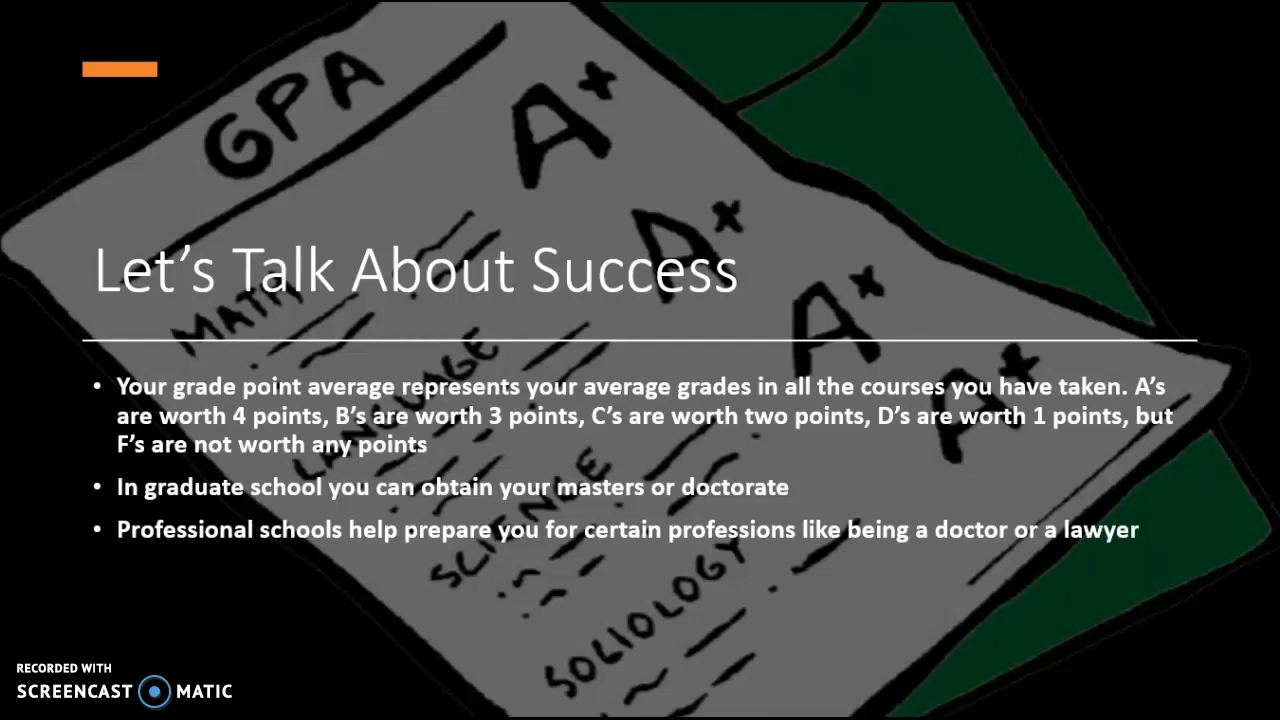 GPA
A+
A+
Let's Talk About Success
MATH
A+
LANGUAGE
A+
• Your grade point average represents your average grades in all the courses you have taken. A's
are worth 4 points, B's are worth 3 points, C's are worth two points, D's are worth 1 points, but
F's are not worth any points
SCIENCE
• In graduate school you can obtain your masters or doctorate
• Professional schools help prepare you for certain professions like being a doctor or a lawyer
SOLIOLOGY
RECORDED WITH
SCREENCAST MATIC